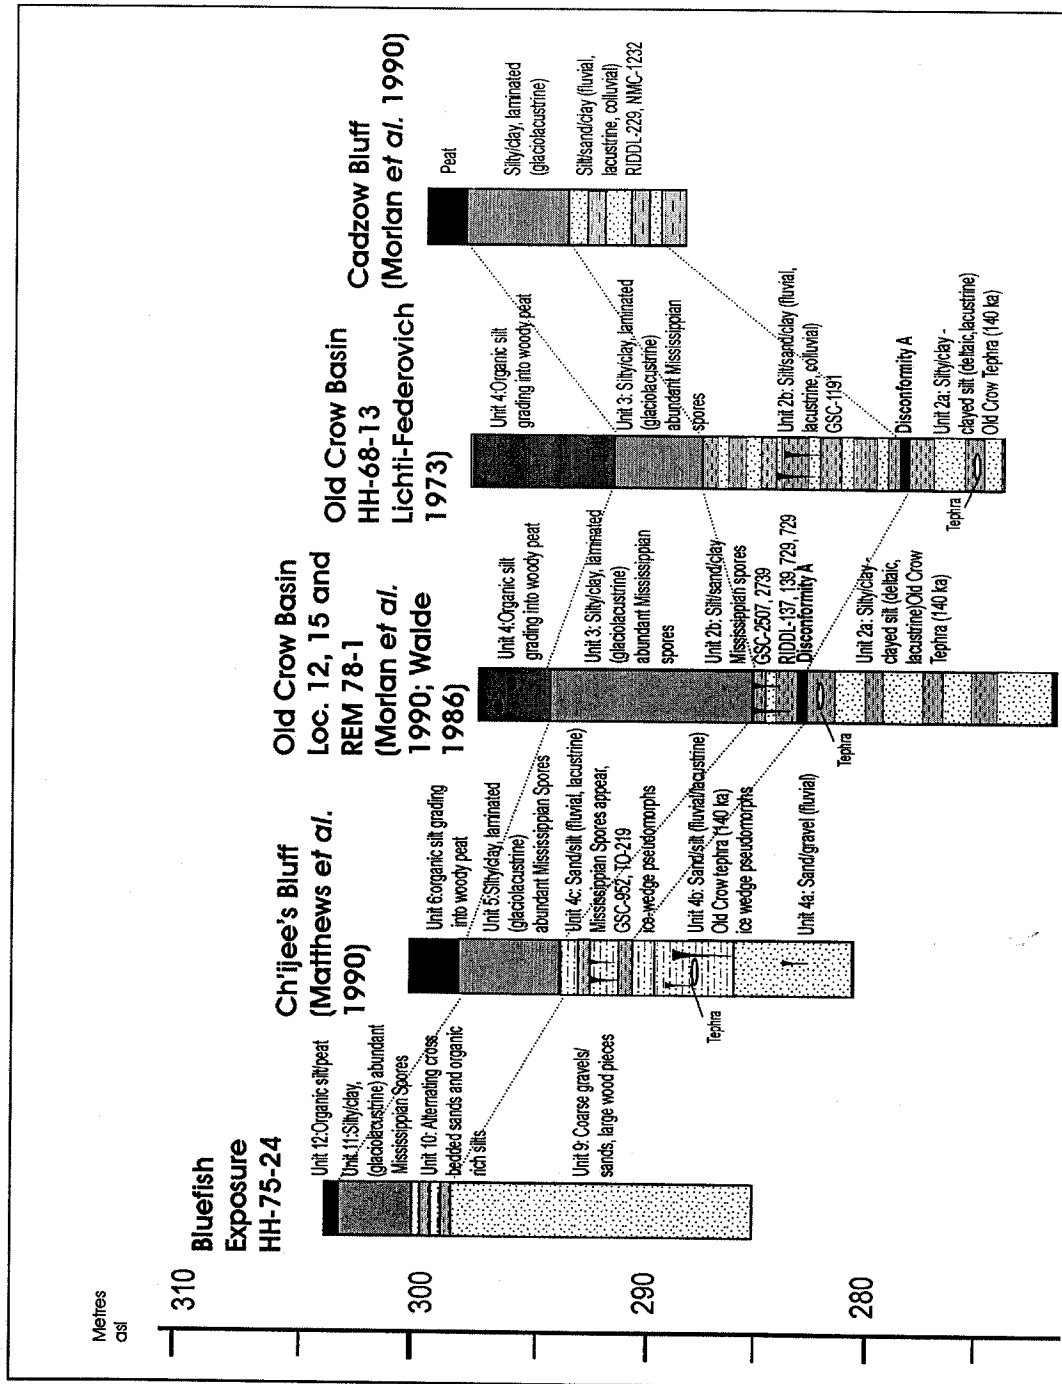 Metres
asl
310
300
290
280
Bluefish
Exposure
HH-75-24
Unit 12:Organic silt/peat
Unit 11:Silty/clay,
(glaciolacustrine) abundant
Mississippian Spores
Unit 10: Alternating cross
bedded sands and organic
rich silts
Unit 9: Coarse gravels/
sands, large wood pieces
Ch'ijee's Bluff
(Matthews et al.
1990)
Unit 6:organic silt grading
into woody peat
Unit 5:Silty/clay, laminated
(glaciolacustrine)
abundant Mississippian Spores
Unit 4c: Sand/silt (fluvial, lacustrine)
Mississippian Spores appear,
GSC-952, TO-219
ice-wedge pseudomorphs
Unit 4b: Sand/silt (fluvial/lacustrine)
Old Crow tephra (140 ka)
ice wedge pseudomorphs
Unit 4a: Sand/gravel (fluvial)
Tephra
Old Crow Basin
Loc. 12, 15 and
REM 78-1
(Morlan et al.
1990; Walde
1986)
Unit 4:Organic silt
grading into woody peat
Unit 3: Silty/clay, laminated
(glaciolacustrine)
abundant Mississippian
spores
Unit 2b: Silt/sand/clay
Mississippian spores
GSC-2507, 2739
RIDDL-137, 139, 729, 729
Disconformity A
Unit 2a: Silty/clay-
clayed silt (deltaic,
lacustrine)Old Crow
Tephra (140 ka)
Tephra
Old Crow Basin
HH-68-13
Lichti-Federovich
1973)
Unit 4:Organic silt
grading into woody peat
Unit 3: Silty/clay, laminated
(glaciolacustrine)
abundant Mississippian
spores
Unit 2b: Silt/sand/clay (fluvial,
lacustrine, colluvial)
GSC-1191
Disconformity A
Unit 2a: Silty/clay -
clayed silt (deltaic,lacustrine)
Old Crow Tephra (140 ka)
Tephra
Cadzow Bluff
(Morlan et al. 1990)
Peat
Silty/clay, laminated
(glaciolacustrine)
Silt/sand/clay (fluvial,
lacustrine, colluvial)
RIDDL-229, NMC-1232